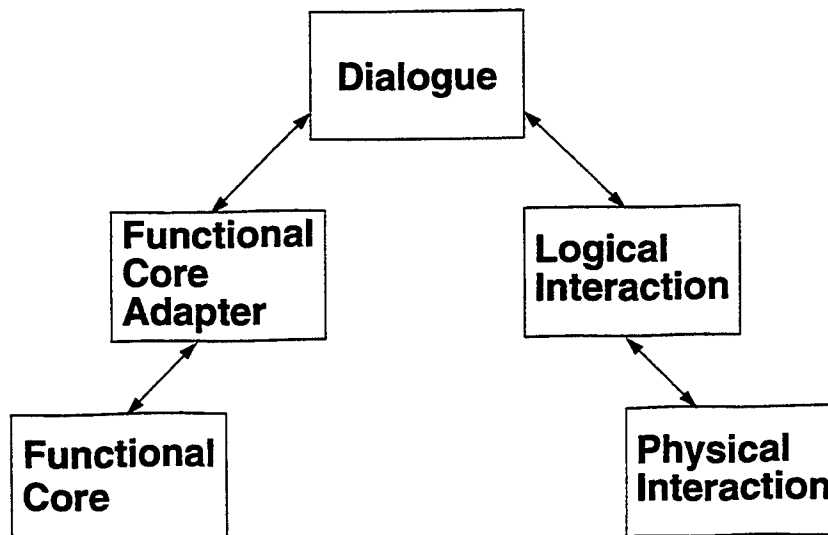 Dialogue
Functional
Core
Adapter
Logical
Interaction
Functional
Core
Physical
Interaction